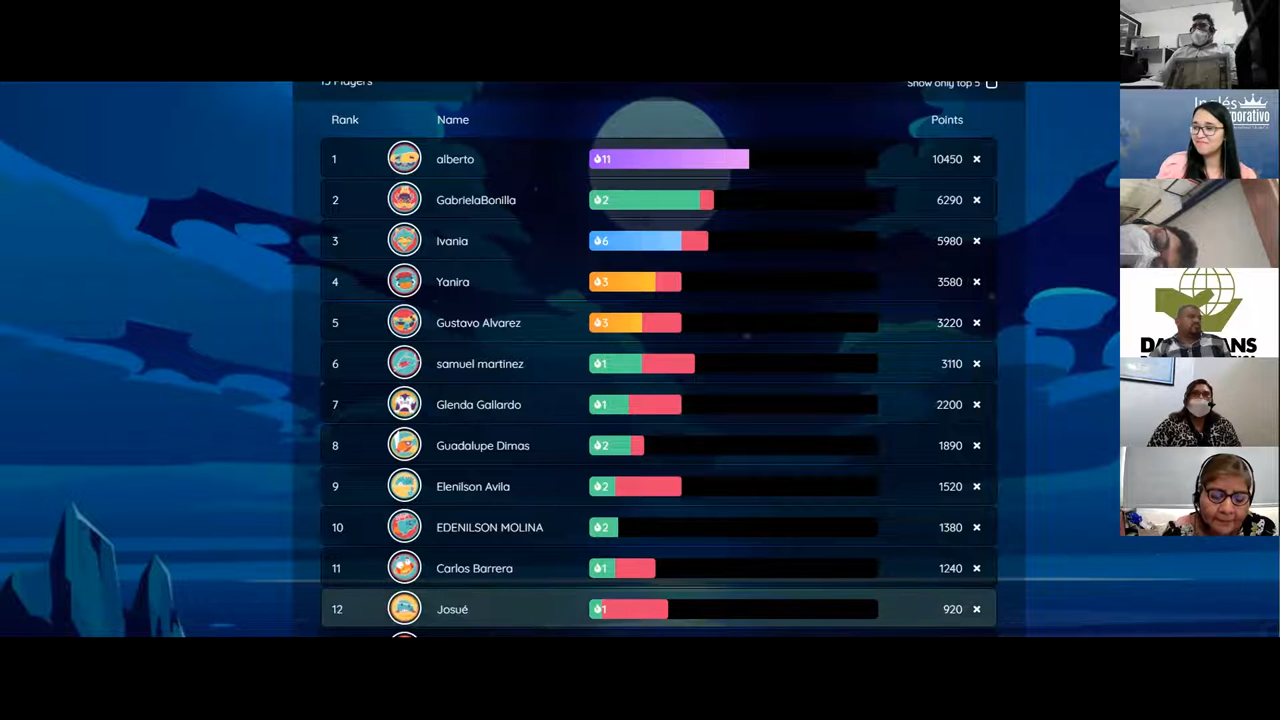 Players
Show only top 5
Rank Name Points
1 alberto 11 10450
2 GabrielaBonilla 2 6290
3 Ivania 6 5980
4 Yanira 3 3580
5 Gustavo Alvarez 3 3220
6 samuel martinez 1 3110
7 Glenda Gallardo 1 2200
8 Guadalupe Dimas 2 1890
9 Elenilson Avila 2 1520
10 EDENILSON MOLINA 2 1380
11 Carlos Barrera 1 1240
12 Josué 1 920
Inglés